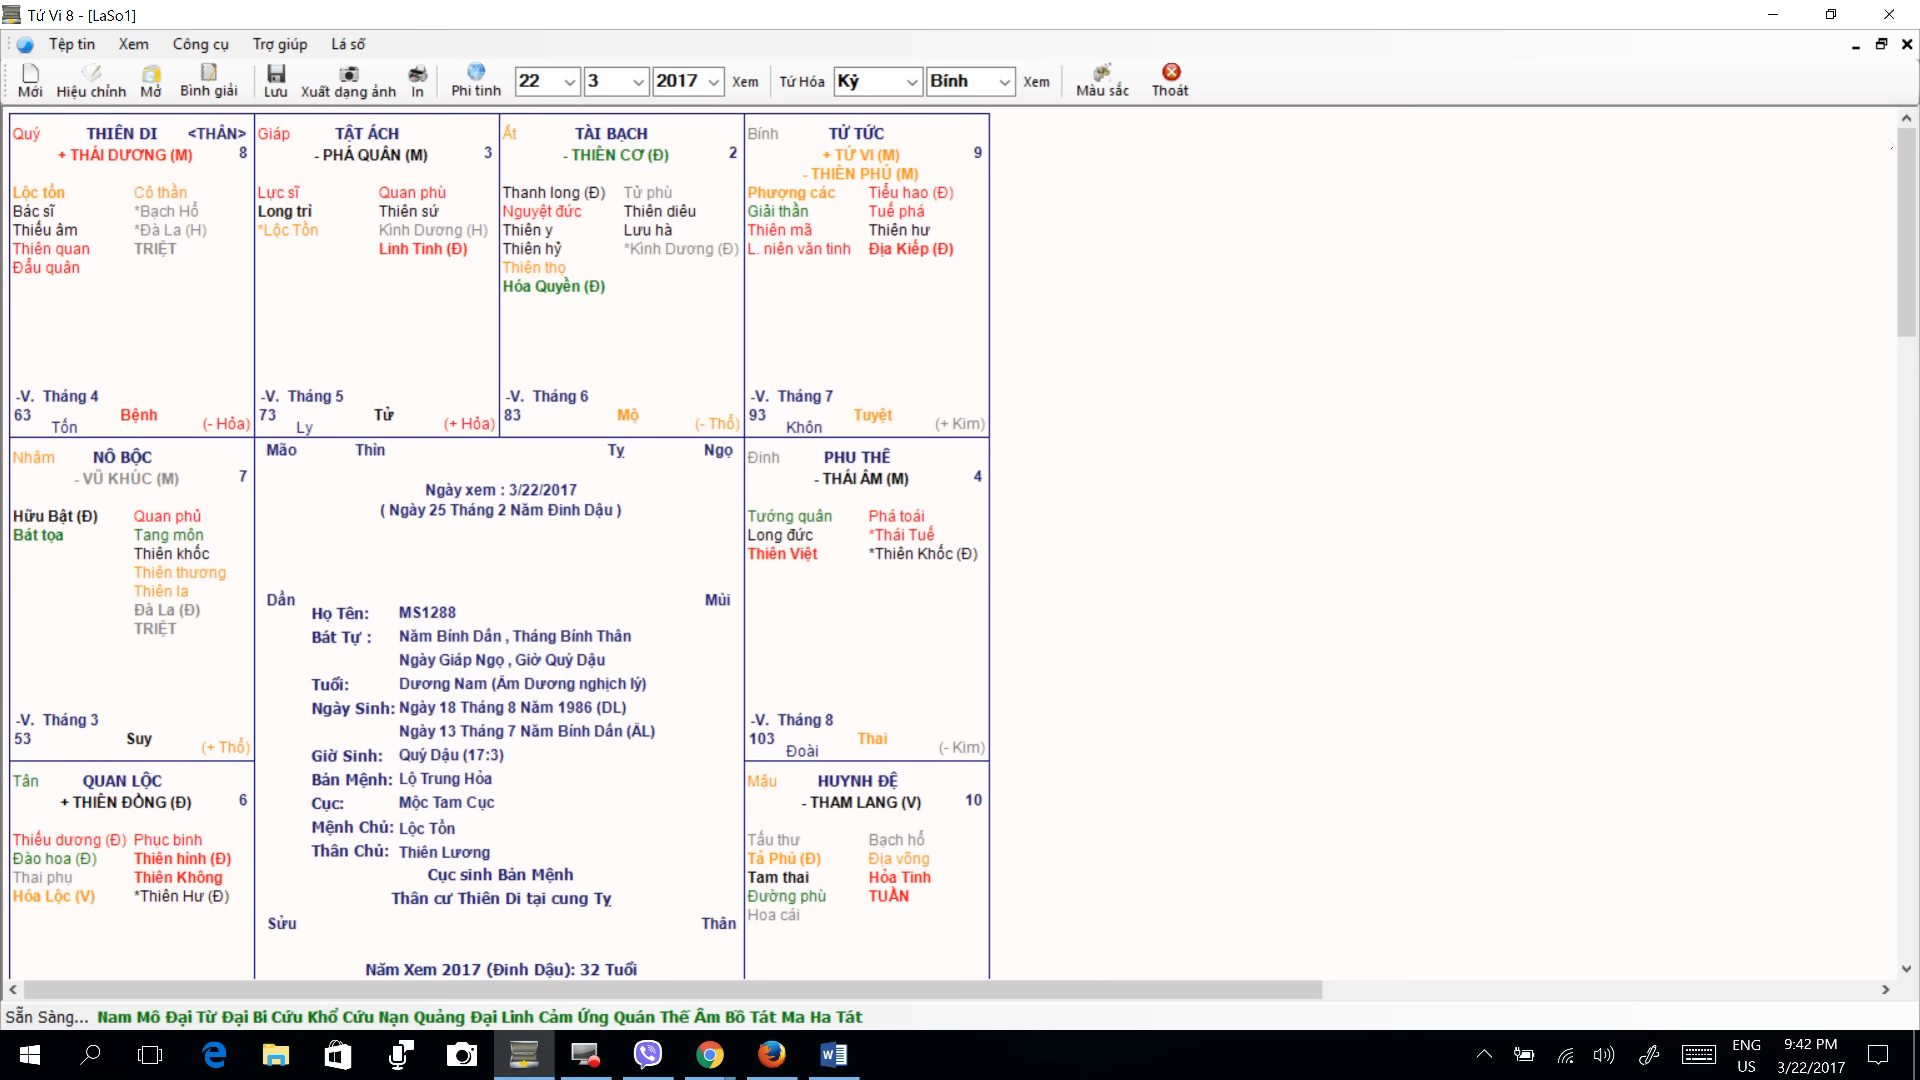 Tử Vi 8 - [LaSo1]
Tệp tin Xem Công cụ Trợ giúp Lá số
Mới Hiệu chỉnh Mở Bình giải Lưu Xuất dạng ảnh In Phi tinh 22 3 2017 Xem Tứ Hóa Kỷ Bính Xem Màu sắc Thoát
Quý THIÊN DI <THÂN>
+ THÁI DƯƠNG (M) 8
Lộc tồn Cô thần
Bác sĩ *Bạch Hổ
Thiếu âm *Đà La (H)
Thiên quan TRIỆT
Đẩu quân
-V. Tháng 4
63 Bệnh (- Hỏa)
Tốn
Giáp TẬT ÁCH
- PHÁ QUÂN (M) 3
Lực sĩ Quan phù
Long trì Thiên sứ
*Lộc Tồn Kình Dương (H)
Linh Tinh (Đ)
-V. Tháng 5
73 Tử (+ Hỏa)
Ly
Ất TÀI BẠCH
- THIÊN CƠ (Đ) 2
Thanh long (Đ) Tử phù
Nguyệt đức Thiên diêu
Thiên y Lưu hà
Thiên hỷ *Kình Dương (Đ)
Thiên thọ
Hóa Quyền (Đ)
-V. Tháng 6
83 Mộ (- Thổ)
Bính TỬ TỨC
+ TỬ VI (M) 9
- THIÊN PHỦ (M)
Phượng các Tiểu hao (Đ)
Giải thần Tuế phá
Thiên mã Thiên hư
L. niên văn tinh Địa Kiếp (Đ)
-V. Tháng 7
93 Tuyệt (+ Kim)
Khôn
Nhâm NÔ BỘC
- VŨ KHÚC (M) 7
Hữu Bật (Đ) Quan phủ
Bát tọa Tang môn
Thiên khốc
Thiên thương
Thiên la
Đà La (Đ)
TRIỆT
-V. Tháng 3
53 Suy (+ Thổ)
Mão Thìn Tỵ Ngọ
Ngày xem : 3/22/2017
( Ngày 25 Tháng 2 Năm Đinh Dậu )
Dần Mùi
Họ Tên: MS1288
Bát Tự : Năm Bính Dần , Tháng Bính Thân
Ngày Giáp Ngọ , Giờ Quý Dậu
Tuổi: Dương Nam (Âm Dương nghịch lý)
Ngày Sinh: Ngày 18 Tháng 8 Năm 1986 (DL)
Ngày 13 Tháng 7 Năm Bính Dần (ÂL)
Giờ Sinh: Quý Dậu (17:3)
Bản Mệnh: Lộ Trung Hỏa
Cục: Mộc Tam Cục
Mệnh Chủ: Lộc Tồn
Thân Chủ: Thiên Lương
Cục sinh Bản Mệnh
Thân cư Thiên Di tại cung Tỵ
Sửu Thân
Năm Xem 2017 (Đinh Dậu): 32 Tuổi
Đinh PHU THÊ
- THÁI ÂM (M) 4
Tướng quân Phá toái
Long đức *Thái Tuế
Thiên Việt *Thiên Khốc (Đ)
-V. Tháng 8
103 Thai (- Kim)
Đoài
Tân QUAN LỘC
+ THIÊN ĐỒNG (Đ) 6
Thiếu dương (Đ) Phục binh
Đào hoa (Đ) Thiên hình (Đ)
Thai phụ Thiên Không
Hóa Lộc (V) *Thiên Hư (Đ)
Mậu HUYNH ĐỆ
- THAM LANG (V) 10
Tấu thư Bạch hổ
Tả Phù (Đ) Địa võng
Tam thai Hỏa Tinh
Đường phù TUẦN
Hoa cái
Sẵn Sàng... Nam Mô Đại Từ Đại Bi Cứu Khổ Cứu Nạn Quảng Đại Linh Cảm Ứng Quán Thế Âm Bồ Tát Ma Ha Tát
ENG
US
9:42 PM
3/22/2017